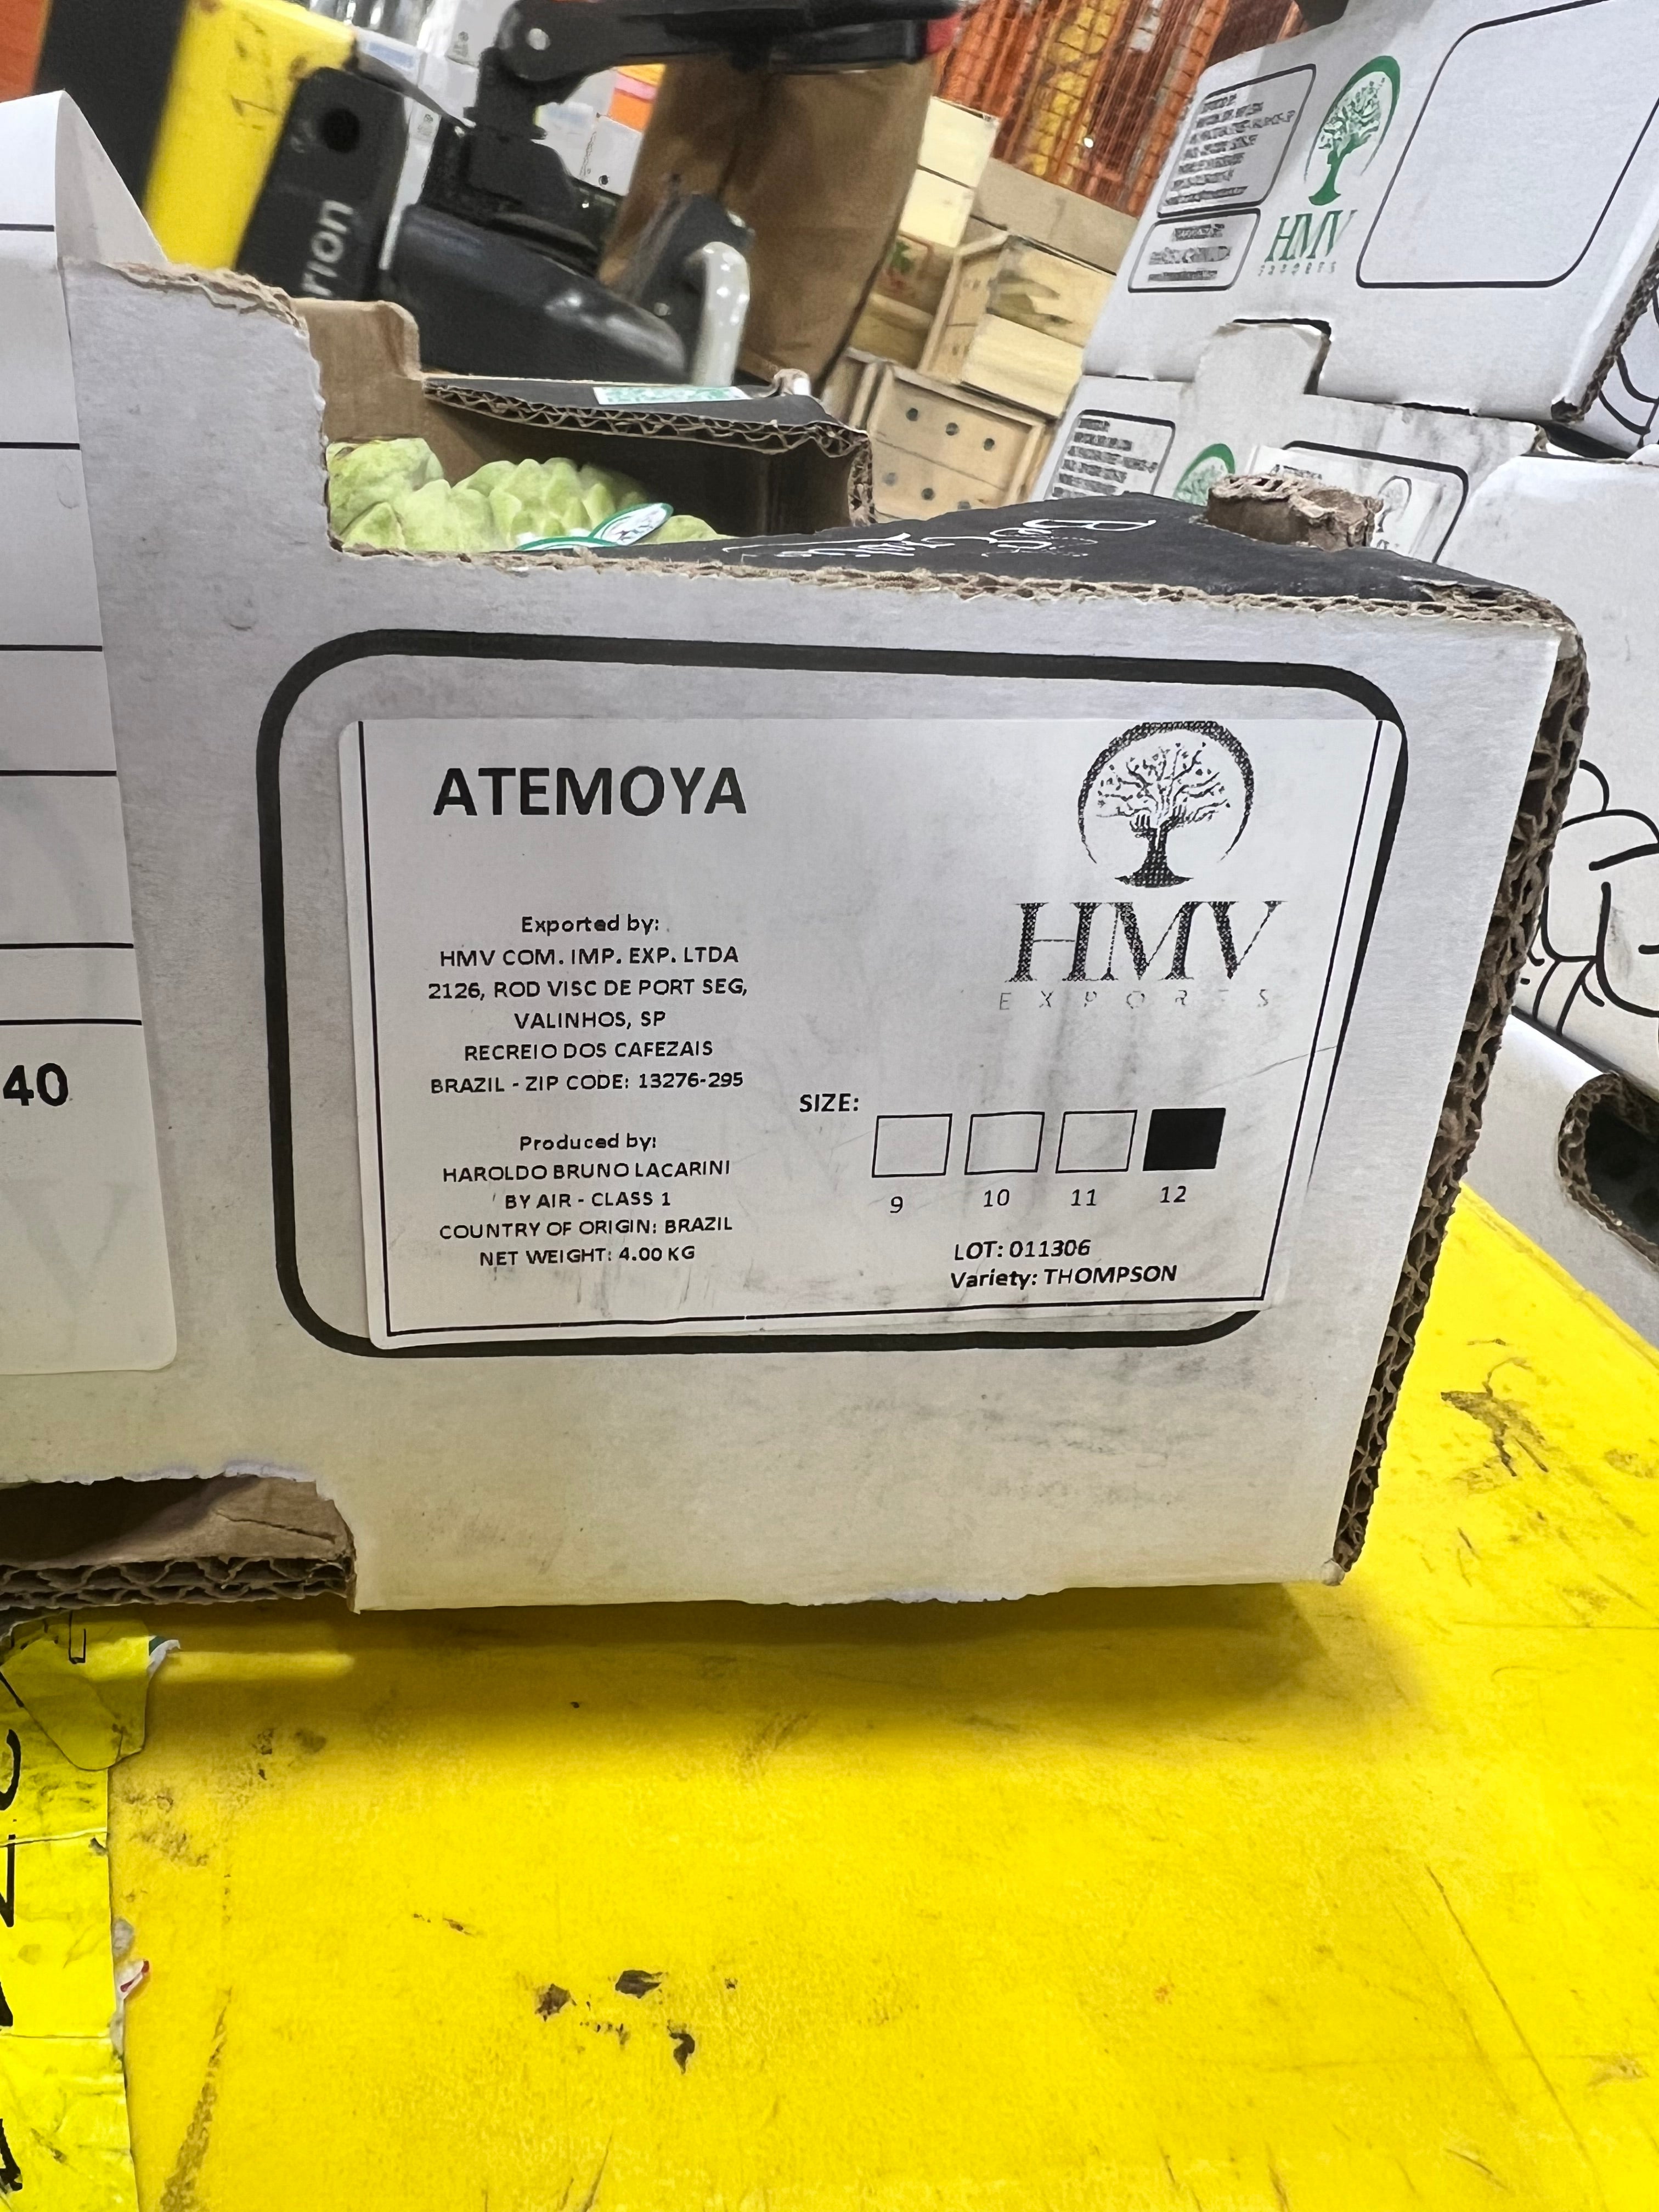 rion
HMV
EXPORTS
40
ATEMOYA
HMV
EXPORTS
Exported by:
HMV COM. IMP. EXP. LTDA
2126, ROD VISC DE PORT SEG,
VALINHOS, SP
RECREIO DOS CAFEZAIS
BRAZIL - ZIP CODE: 13276-295
Produced by:
HAROLDO BRUNO LACARINI
BY AIR - CLASS 1
COUNTRY OF ORIGIN: BRAZIL
NET WEIGHT: 4.00 KG
SIZE:
9 10 11 12
LOT: 011306
Variety: THOMPSON